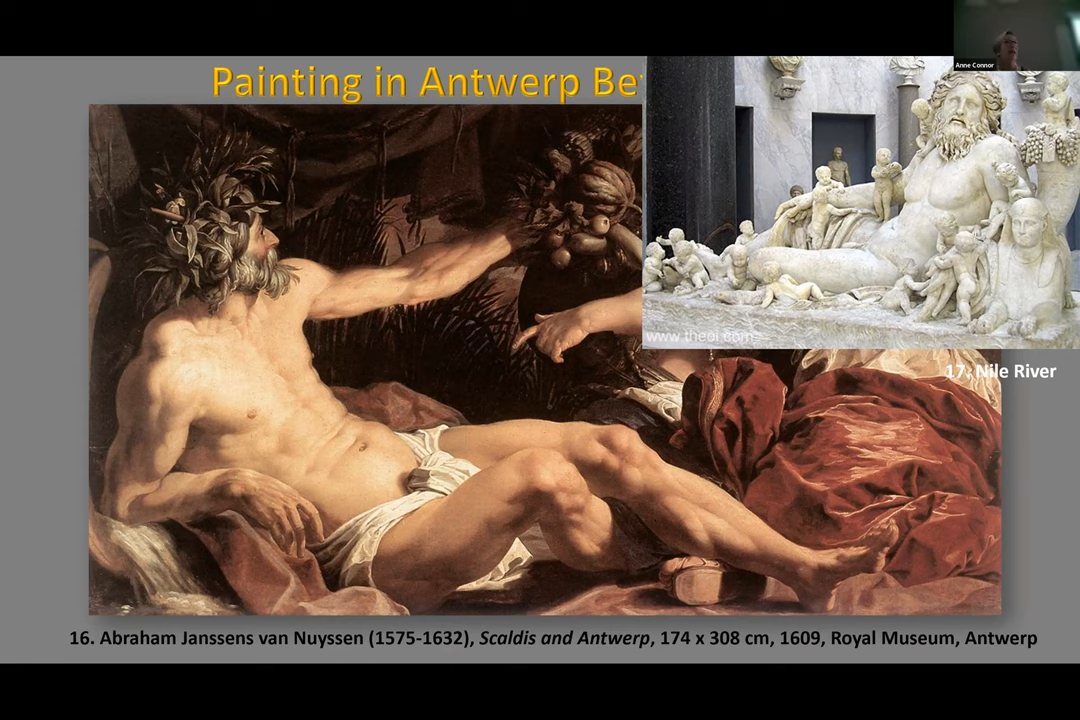 Anne Connor
Painting in Antwerp Be
www.theoi.com
17. Nile River
16. Abraham Janssens van Nuyssen (1575-1632), Scaldis and Antwerp, 174 x 308 cm, 1609, Royal Museum, Antwerp